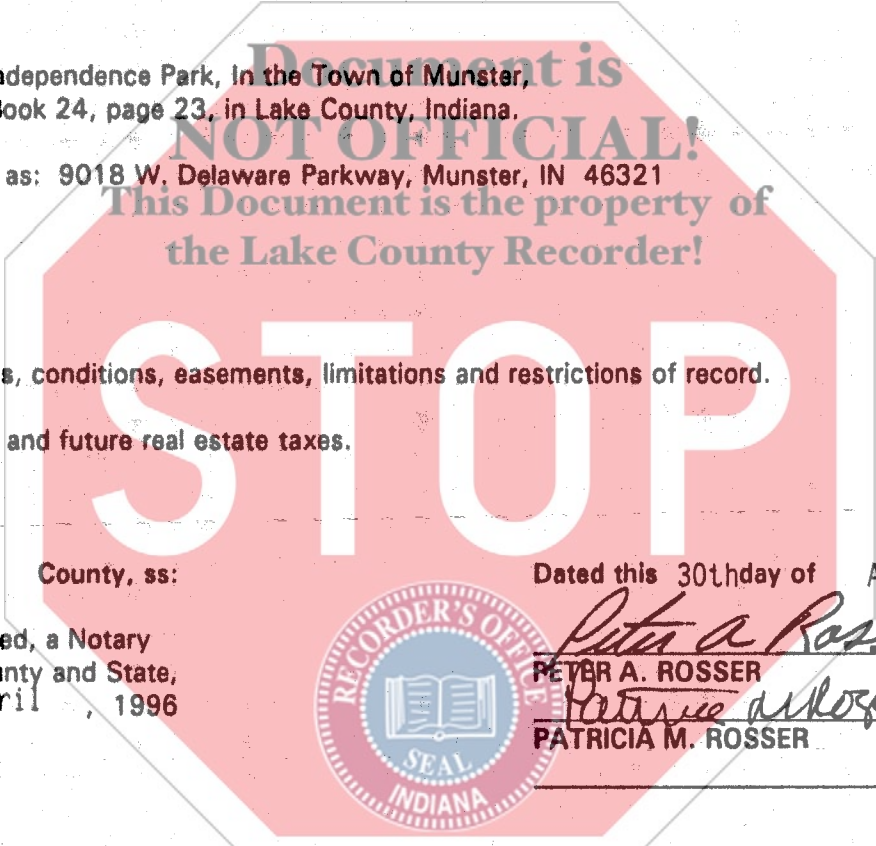 Document is
ndependence Park, In the Town of Munster,
ook 24, page 23, in Lake County, Indiana.
NOT OFFICIAL!
as: 9018 W. Delaware Parkway, Munster, IN 46321
This Document is the property of
the Lake County Recorder!
STOP
s, conditions, easements, limitations and restrictions of record.
and future real estate taxes.
County, ss:
Dated this 30thday of A
ed, a Notary
nty and State,
ril , 1996
Peter A Ross
PETER A. ROSSER
PATRICIA M. ROSSER
RECORDER'S OFFICE
SEAL
INDIANA